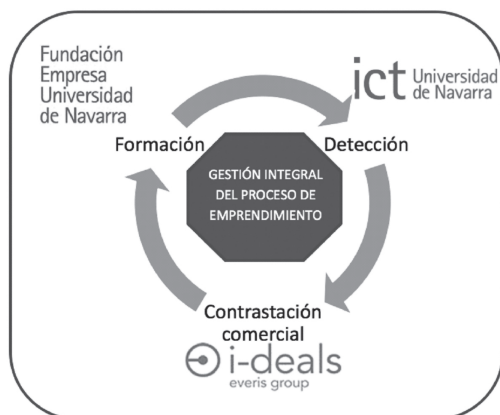 Fundación
Empresa
Universidad
de Navarra
ict Universidad
de Navarra
Formación
Detección
GESTIÓN INTEGRAL
DEL PROCESO DE
EMPRENDIMIENTO
Contrastación
comercial
i-deals
everis group